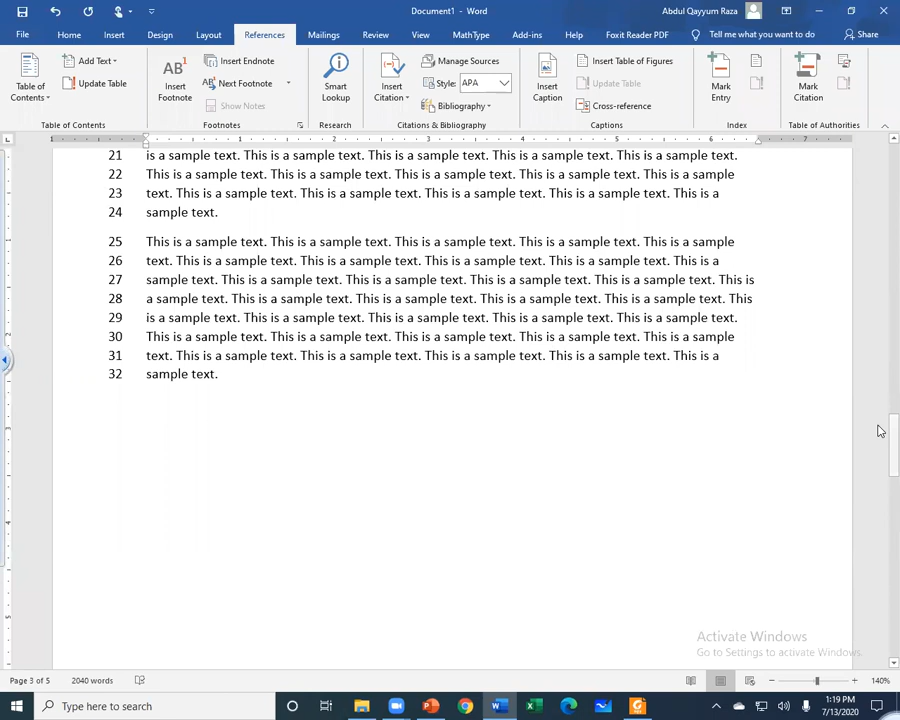 Document1 - Word
Abdul Qayyum Raza
File Home Insert Design Layout References Mailings Review View MathType Add-ins Help Foxit Reader PDF Tell me what you want to do Share
Table of Contents
Add Text
Update Table
Table of Contents
AB1
Insert Footnote
Insert Endnote
Next Footnote
Show Notes
Footnotes
Smart Lookup
Research
Insert Citation
Manage Sources
Style: APA
Bibliography
Citations & Bibliography
Insert Caption
Insert Table of Figures
Update Table
Cross-reference
Captions
Mark Entry
Index
Mark Citation
Table of Authorities
1 1 2 3 4 5 6 7
21 is a sample text. This is a sample text. This is a sample text. This is a sample text. This is a sample text.
22 This is a sample text. This is a sample text. This is a sample text. This is a sample text. This is a sample
23 text. This is a sample text. This is a sample text. This is a sample text. This is a sample text. This is a
24 sample text.
25 This is a sample text. This is a sample text. This is a sample text. This is a sample text. This is a sample
26 text. This is a sample text. This is a sample text. This is a sample text. This is a sample text. This is a
27 sample text. This is a sample text. This is a sample text. This is a sample text. This is a sample text. This is
28 a sample text. This is a sample text. This is a sample text. This is a sample text. This is a sample text. This
29 is a sample text. This is a sample text. This is a sample text. This is a sample text. This is a sample text.
30 This is a sample text. This is a sample text. This is a sample text. This is a sample text. This is a sample
31 text. This is a sample text. This is a sample text. This is a sample text. This is a sample text. This is a
32 sample text.
Activate Windows
Go to Settings to activate Windows.
Page 3 of 5 2040 words 140%
Type here to search
1:19 PM
7/13/2020